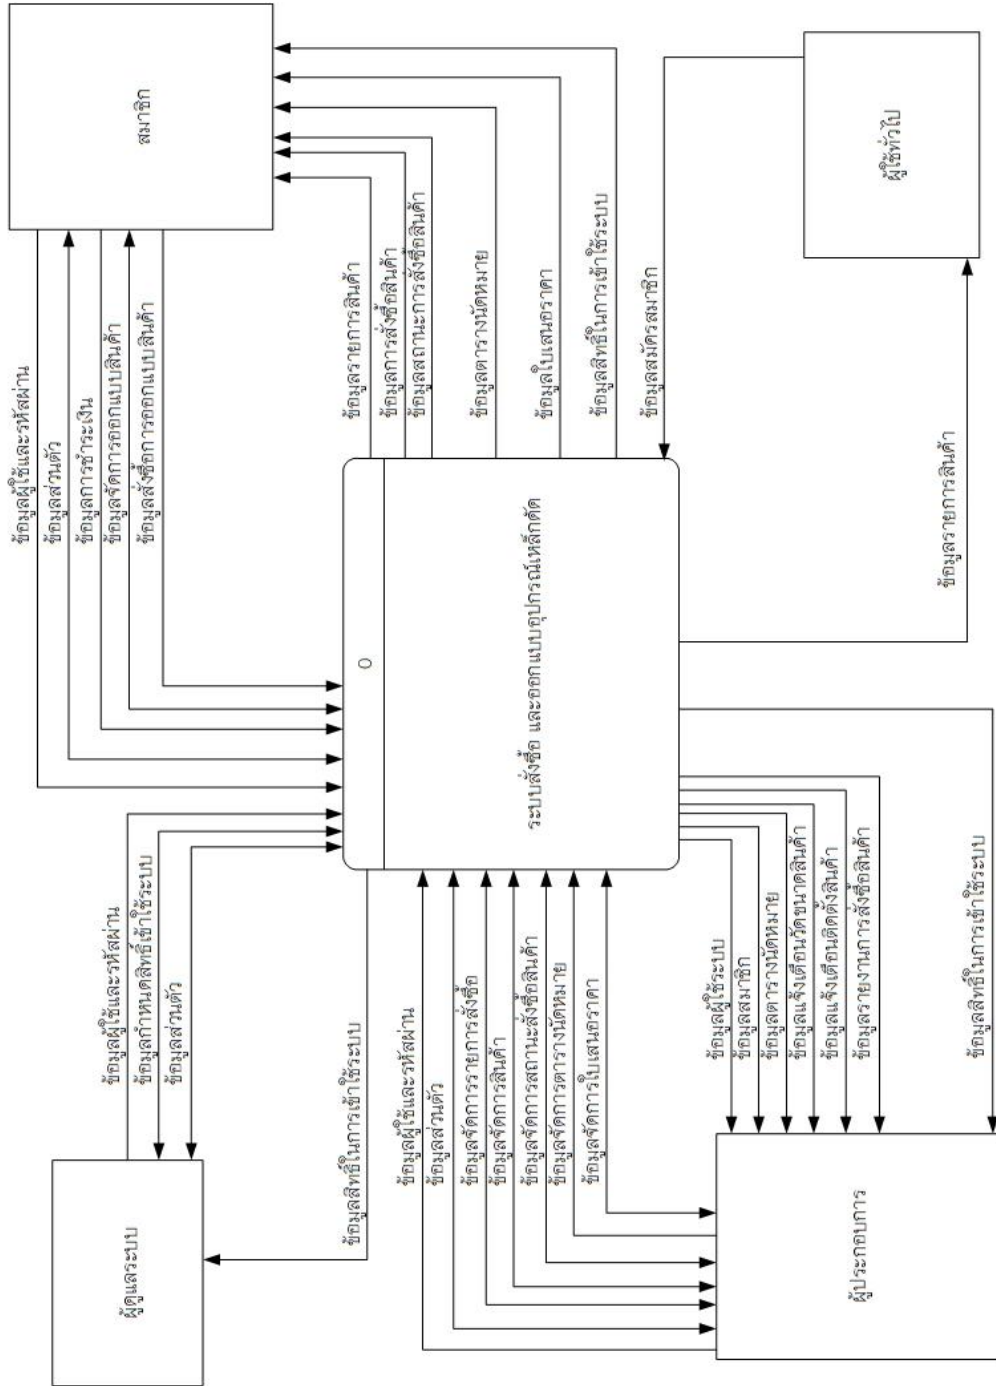 ผู้ดูแลระบบ
ข้อมูลผู้ใช้และรหัสผ่าน
ข้อมูลกำหนดสิทธิ์เข้าใช้ระบบ
ข้อมูลส่วนตัว
ข้อมูลสิทธิ์ในการเข้าใช้ระบบ
สมาชิก
ข้อมูลผู้ใช้และรหัสผ่าน
ข้อมูลส่วนตัว
ข้อมูลการชำระเงิน
ข้อมูลจัดการออกแบบสินค้า
ข้อมูลสั่งซื้อการออกแบบสินค้า
ข้อมูลรายการสินค้า
ข้อมูลการสั่งซื้อสินค้า
ข้อมูลสถานะการสั่งซื้อสินค้า
ข้อมูลตารางนัดหมาย
ข้อมูลใบเสนอราคา
ข้อมูลสิทธิ์ในการเข้าใช้ระบบ
0
ระบบสั่งซื้อ และออกแบบอุปกรณ์เหล็กดัด
ข้อมูลผู้ใช้และรหัสผ่าน
ข้อมูลส่วนตัว
ข้อมูลจัดการรายการสั่งซื้อ
ข้อมูลจัดการสินค้า
ข้อมูลจัดการสถานะสั่งซื้อสินค้า
ข้อมูลจัดการตารางนัดหมาย
ข้อมูลจัดการใบเสนอราคา
ผู้ประกอบการ
ข้อมูลผู้ใช้ระบบ
ข้อมูลสมาชิก
ข้อมูลตารางนัดหมาย
ข้อมูลแจ้งเตือนวัดขนาดสินค้า
ข้อมูลแจ้งเตือนติดตั้งสินค้า
ข้อมูลรายงานการสั่งซื้อสินค้า
ข้อมูลสิทธิ์ในการเข้าใช้ระบบ
ข้อมูลสมัครสมาชิก
ผู้ใช้ทั่วไป
ข้อมูลรายการสินค้า